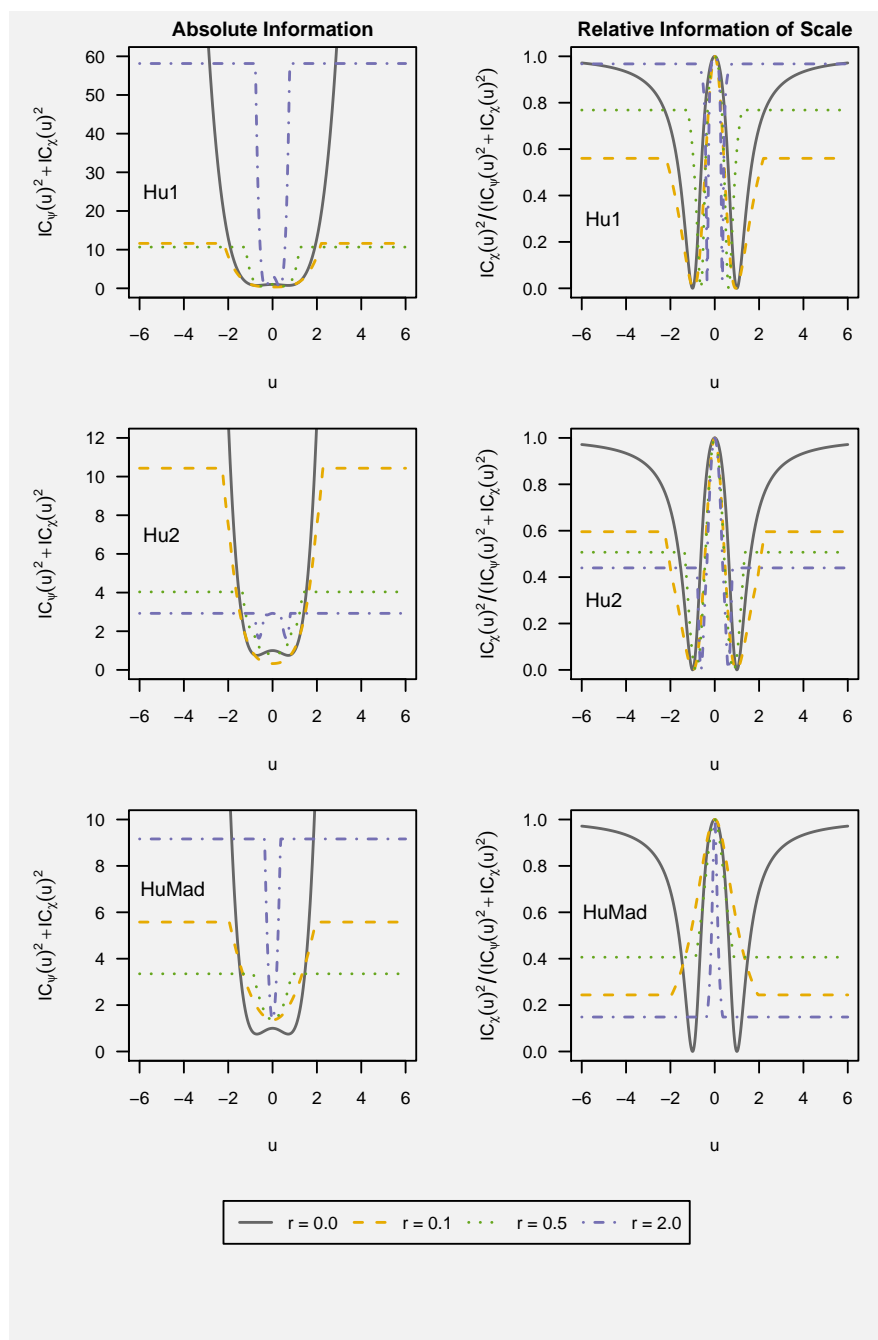 Absolute Information
Relative Information of Scale
60
50
40
30
20
10
0
IC_ψ(u)² + IC_χ(u)²
Hu1
−6 −4 −2 0 2 4 6
u
1.0
0.8
0.6
0.4
0.2
0.0
IC_χ(u)²/(IC_ψ(u)² + IC_χ(u)²)
Hu1
−6 −4 −2 0 2 4 6
u
12
10
8
6
4
2
0
IC_ψ(u)² + IC_χ(u)²
Hu2
−6 −4 −2 0 2 4 6
u
1.0
0.8
0.6
0.4
0.2
0.0
IC_χ(u)²/(IC_ψ(u)² + IC_χ(u)²)
Hu2
−6 −4 −2 0 2 4 6
u
10
8
6
4
2
0
IC_ψ(u)² + IC_χ(u)²
HuMad
−6 −4 −2 0 2 4 6
u
1.0
0.8
0.6
0.4
0.2
0.0
IC_χ(u)²/(IC_ψ(u)² + IC_χ(u)²)
HuMad
−6 −4 −2 0 2 4 6
u
r = 0.0 r = 0.1 r = 0.5 r = 2.0